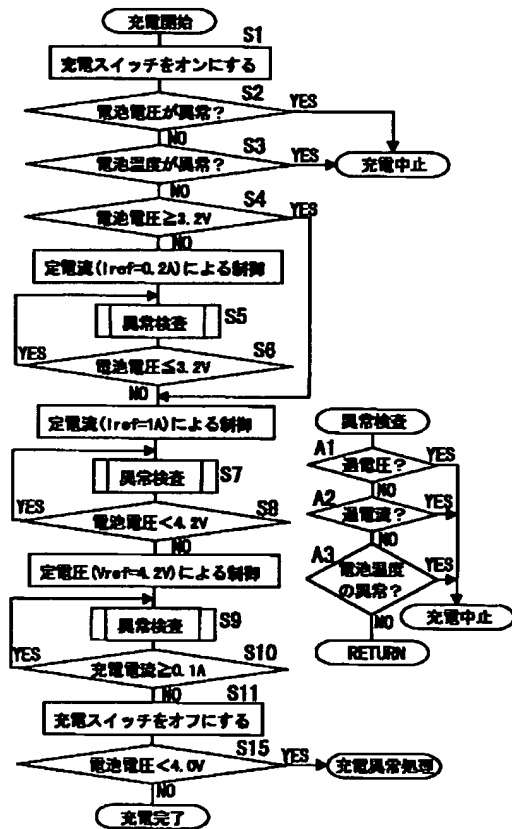 充電開始
S1
充電スイッチをオンにする
S2
電池電圧が異常?
YES
NO
S3
電池温度が異常?
YES
充電中止
NO
S4
電池電圧≧3.2V
YES
NO
定電流(Iref=0.2A)による制御
異常検査
S5
S6
YES
電池電圧≦3.2V
NO
定電流(Iref=1A)による制御
異常検査
S7
YES
S8
電池電圧<4.2V
NO
定電圧(Vref=4.2V)による制御
異常検査
S9
YES
S10
充電電流≧0.1A
NO
S11
充電スイッチをオフにする
S15
電池電圧<4.0V
YES
充電異常処理
NO
充電完了
異常検査
A1
過電圧?
YES
NO
A2
過電流?
YES
NO
A3
電池温度
の異常?
YES
充電中止
NO
RETURN